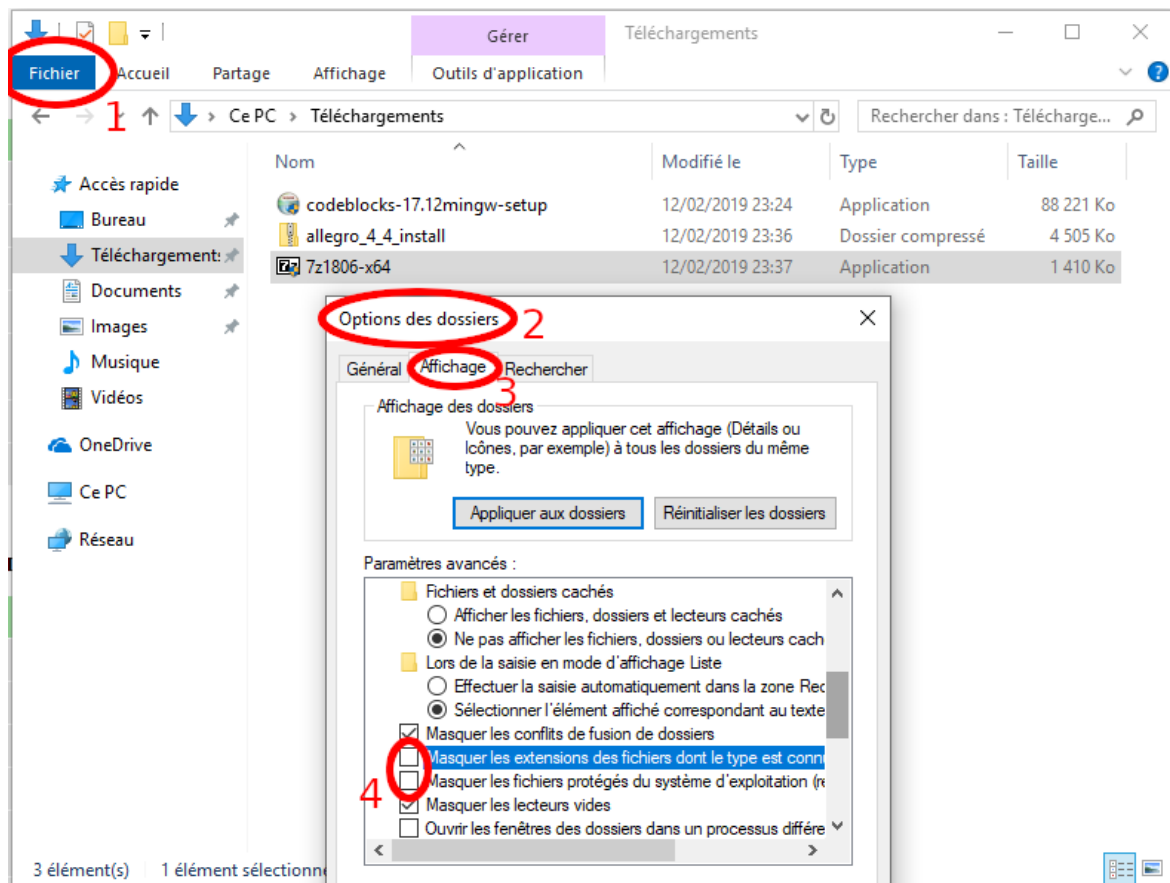 Gérer
Téléchargements
Fichier
Accueil
Partage
Affichage
Outils d'application
1
Ce PC > Téléchargements
Rechercher dans : Télécharge...
Nom
Modifié le
Type
Taille
Accès rapide
Bureau
Téléchargements
Documents
Images
Musique
Vidéos
OneDrive
Ce PC
Réseau
codeblocks-17.12mingw-setup 12/02/2019 23:24 Application 88 221 Ko
allegro_4_4_install 12/02/2019 23:36 Dossier compressé 4 505 Ko
7z1806-x64 12/02/2019 23:37 Application 1 410 Ko
Options des dossiers
2
Général
Affichage
Rechercher
3
Affichage des dossiers
Vous pouvez appliquer cet affichage (Détails ou
Icônes, par exemple) à tous les dossiers du même
type.
Appliquer aux dossiers
Réinitialiser les dossiers
Paramètres avancés :
Fichiers et dossiers cachés
Afficher les fichiers, dossiers et lecteurs cachés
Ne pas afficher les fichiers, dossiers ou lecteurs cach
Lors de la saisie en mode d'affichage Liste
Effectuer la saisie automatiquement dans la zone Rec
Sélectionner l'élément affiché correspondant au texte
Masquer les conflits de fusion de dossiers
Masquer les extensions des fichiers dont le type est conn
Masquer les fichiers protégés du système d'exploitation (re
4
Masquer les lecteurs vides
Ouvrir les fenêtres des dossiers dans un processus différe
3 élément(s)
1 élément sélectionn